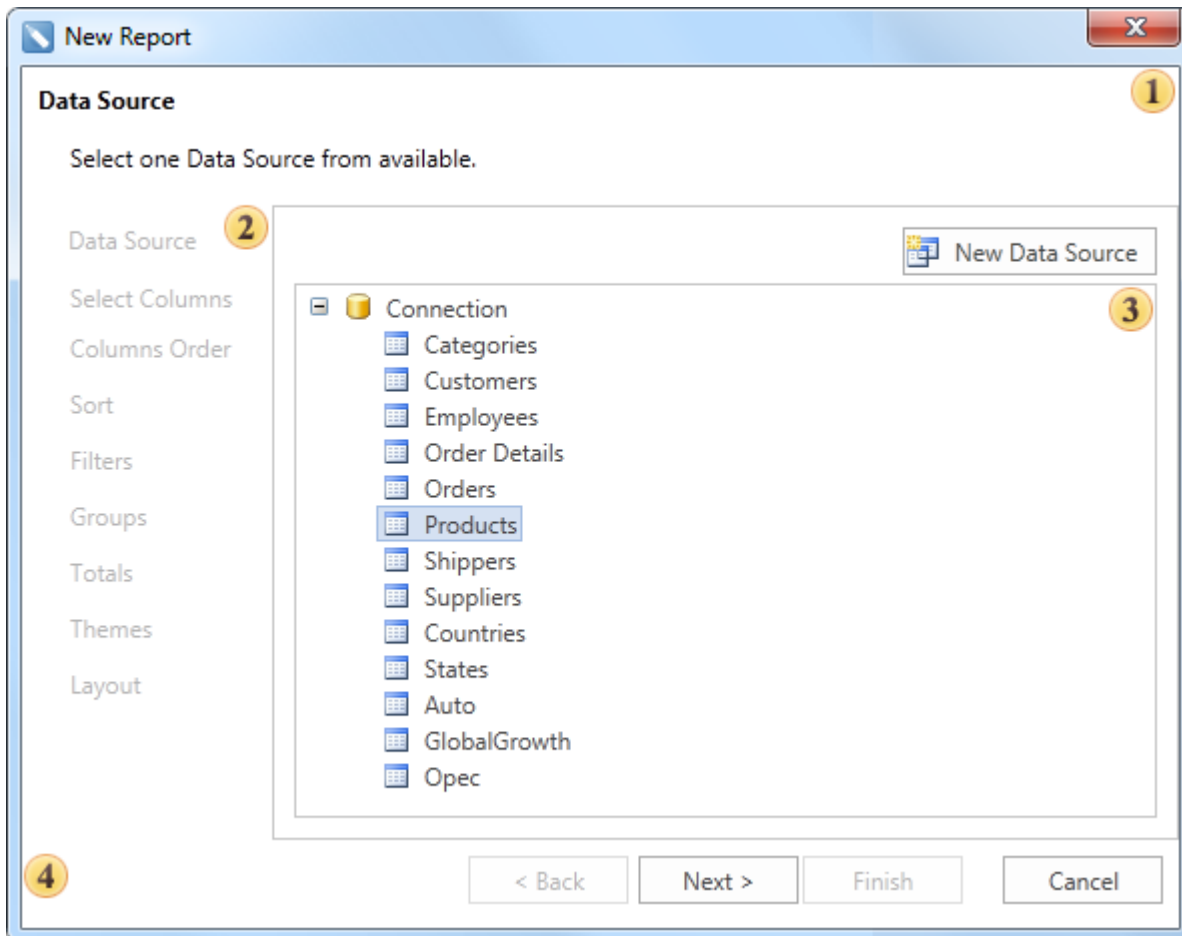 New Report
x
Data Source
1
Select one Data Source from available.
Data Source
2
New Data Source
Select Columns
Columns Order
Sort
Filters
Groups
Totals
Themes
Layout
3
Connection
Categories
Customers
Employees
Order Details
Orders
Products
Shippers
Suppliers
Countries
States
Auto
GlobalGrowth
Opec
4
< Back
Next >
Finish
Cancel